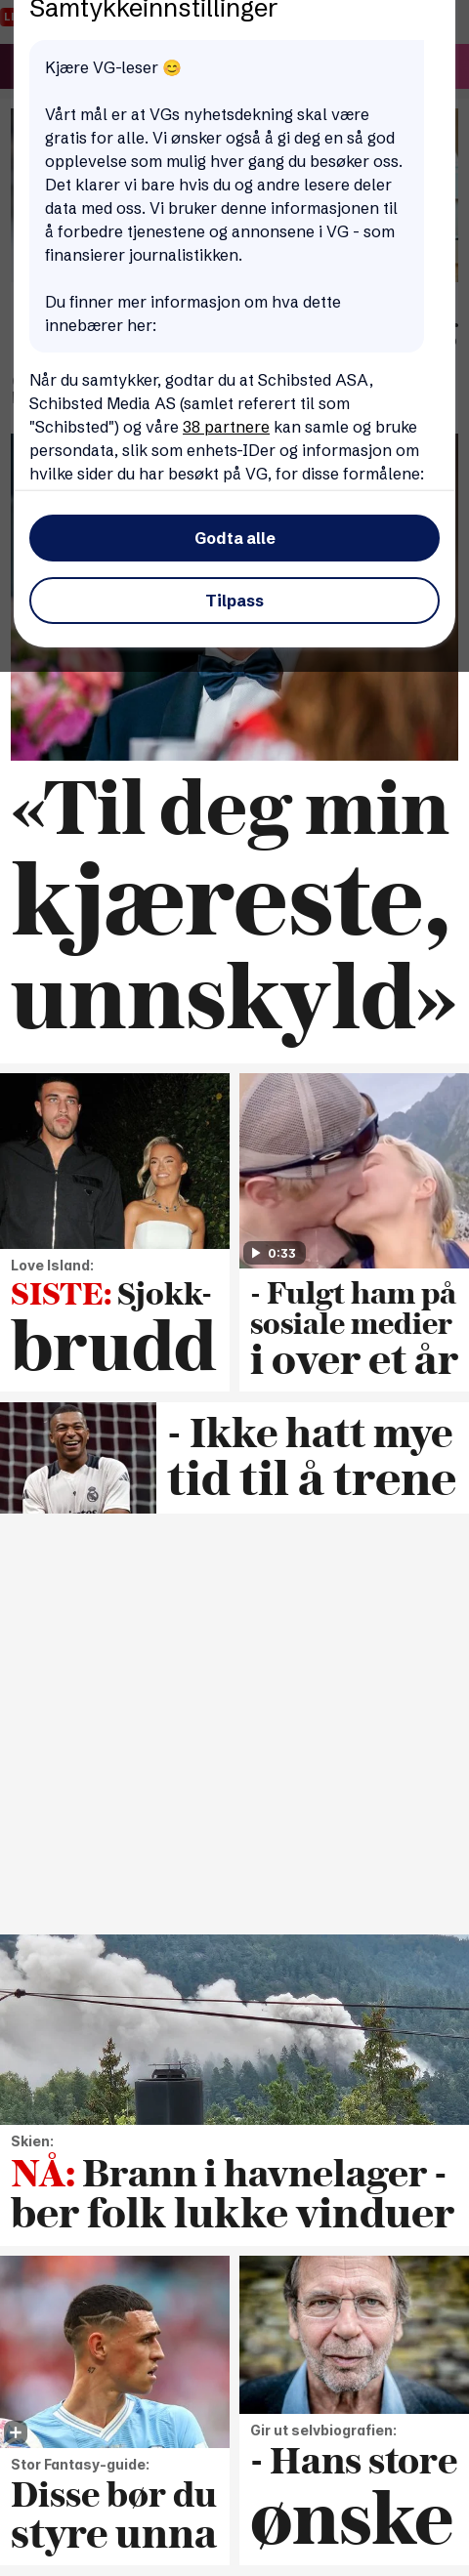 Samtykkeinnstillinger
Kjære VG-leser 😊
Vårt mål er at VGs nyhetsdekning skal være
gratis for alle. Vi ønsker også å gi deg en så god
opplevelse som mulig hver gang du besøker oss.
Det klarer vi bare hvis du og andre lesere deler
data med oss. Vi bruker denne informasjonen til
å forbedre tjenestene og annonsene i VG - som
finansierer journalistikken.
Du finner mer informasjon om hva dette
innebærer her:
Når du samtykker, godtar du at Schibsted ASA,
Schibsted Media AS (samlet referert til som
"Schibsted") og våre 38 partnere kan samle og bruke
persondata, slik som enhets-IDer og informasjon om
hvilke sider du har besøkt på VG, for disse formålene:
Godta alle
Tilpass
«Til deg min
kjæreste,
unnskyld»
Love Island:
SISTE: Sjokk-
brudd
0:33
- Fulgt ham på
sosiale medier
i over et år
- Ikke hatt mye
tid til å trene
Skien:
NÅ: Brann i havnelager -
ber folk lukke vinduer
Stor Fantasy-guide:
Disse bør du
styre unna
Gir ut selvbiografien:
- Hans store
ønske